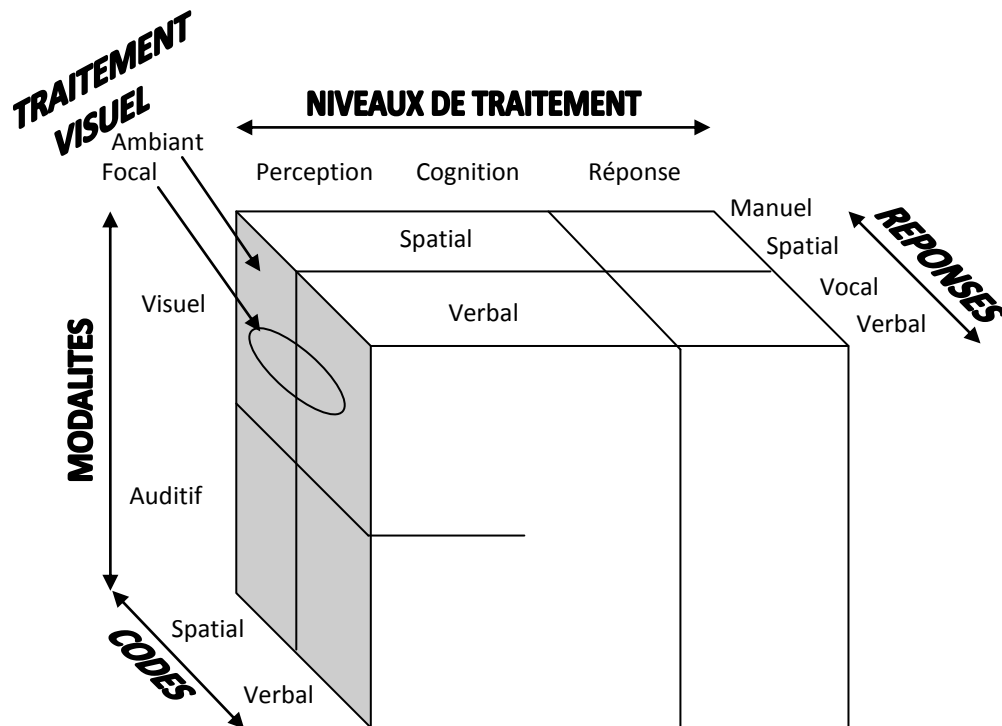 TRAITEMENT
VISUEL
NIVEAUX DE TRAITEMENT
Ambiant
Focal
Perception
Cognition
Réponse
Manuel
Spatial
Vocal
Verbal
REPONSES
Spatial
Verbal
Visuel
MODALITES
Auditif
Spatial
Verbal
CODES